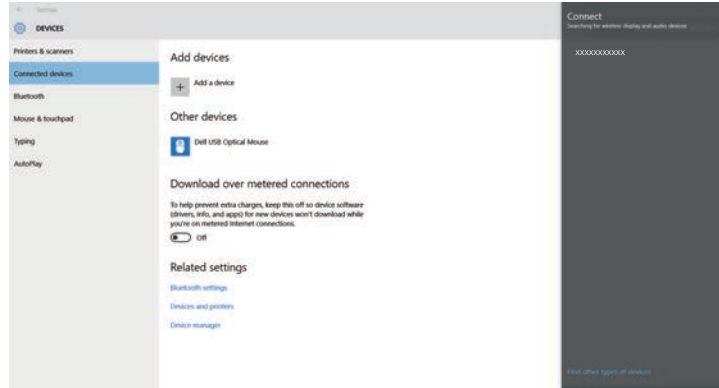 Settings
DEVICES
Printers & scanners
Connected devices
Bluetooth
Mouse & touchpad
Typing
AutoPlay
Add devices
Add a device
Other devices
Dell USB Optical Mouse
Download over metered connections
To help prevent extra charges, keep this off so device software
(drivers, info, and apps) for new devices won't download while
you're on metered Internet connections.
Off
Related settings
Bluetooth settings
Devices and printers
Device manager
Connect
Searching for wireless display and audio devices
xxxxxxxxxxx
Find other types of devices